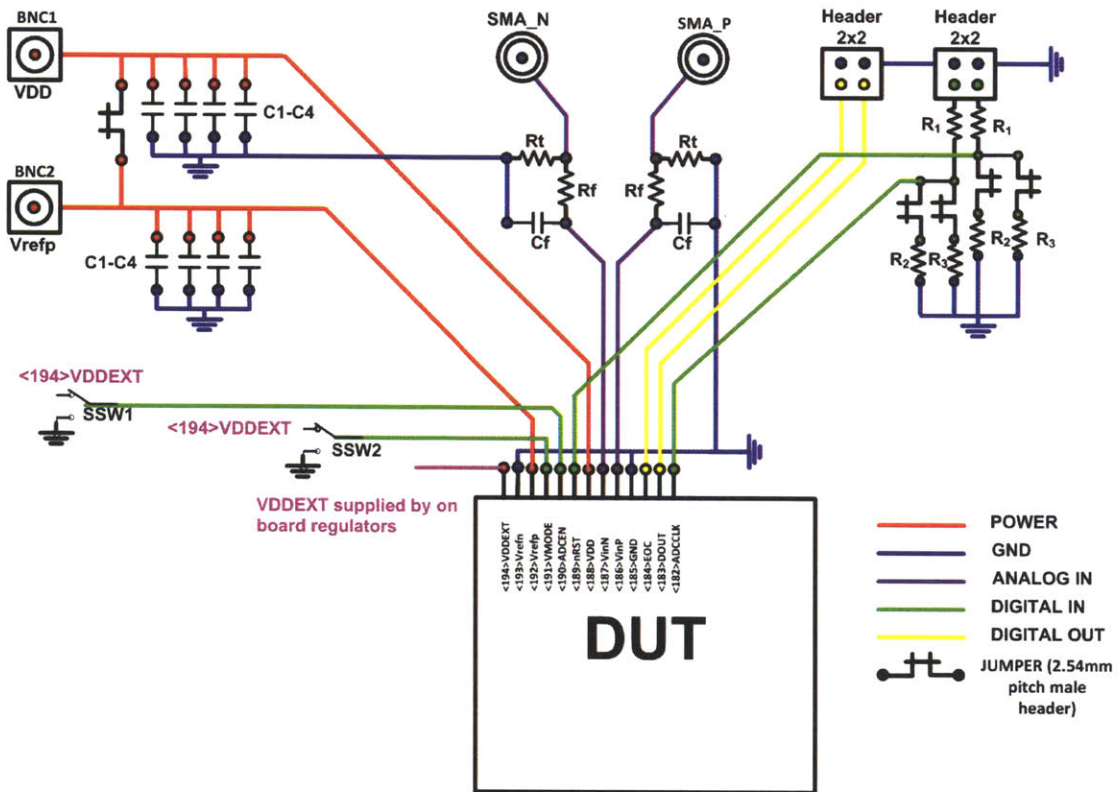 BNC1
VDD
C1-C4
BNC2
Vrefp
C1-C4
SMA_N
SMA_P
Rt
Rf
Cf
Rt
Rf
Cf
Header
2x2
Header
2x2
R1
R1
R2
R3
R2
R3
<194>VDDEXT
SSW1
<194>VDDEXT
SSW2
VDDEXT supplied by on
board regulators
<194>VDDEXT
<193>Vrefn
<192>Vrefp
<191>VMODE
<190>ADCEN
<189>nRST
<188>VDD
<187>VinN
<186>VinP
<185>GND
<184>EOC
<183>DOUT
<182>ADCCLK
DUT
POWER
GND
ANALOG IN
DIGITAL IN
DIGITAL OUT
JUMPER (2.54mm
pitch male
header)